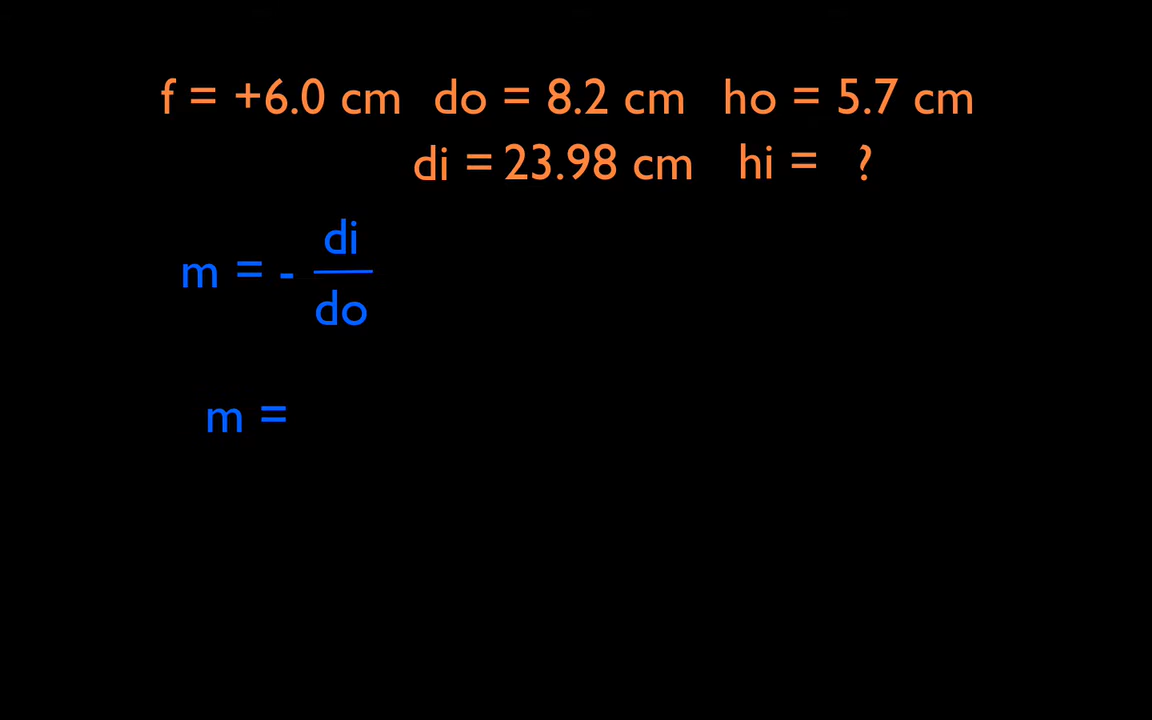 f = +6.0 cm do = 8.2 cm ho = 5.7 cm
di = 23.98 cm hi = ?
m = - di
do
m =